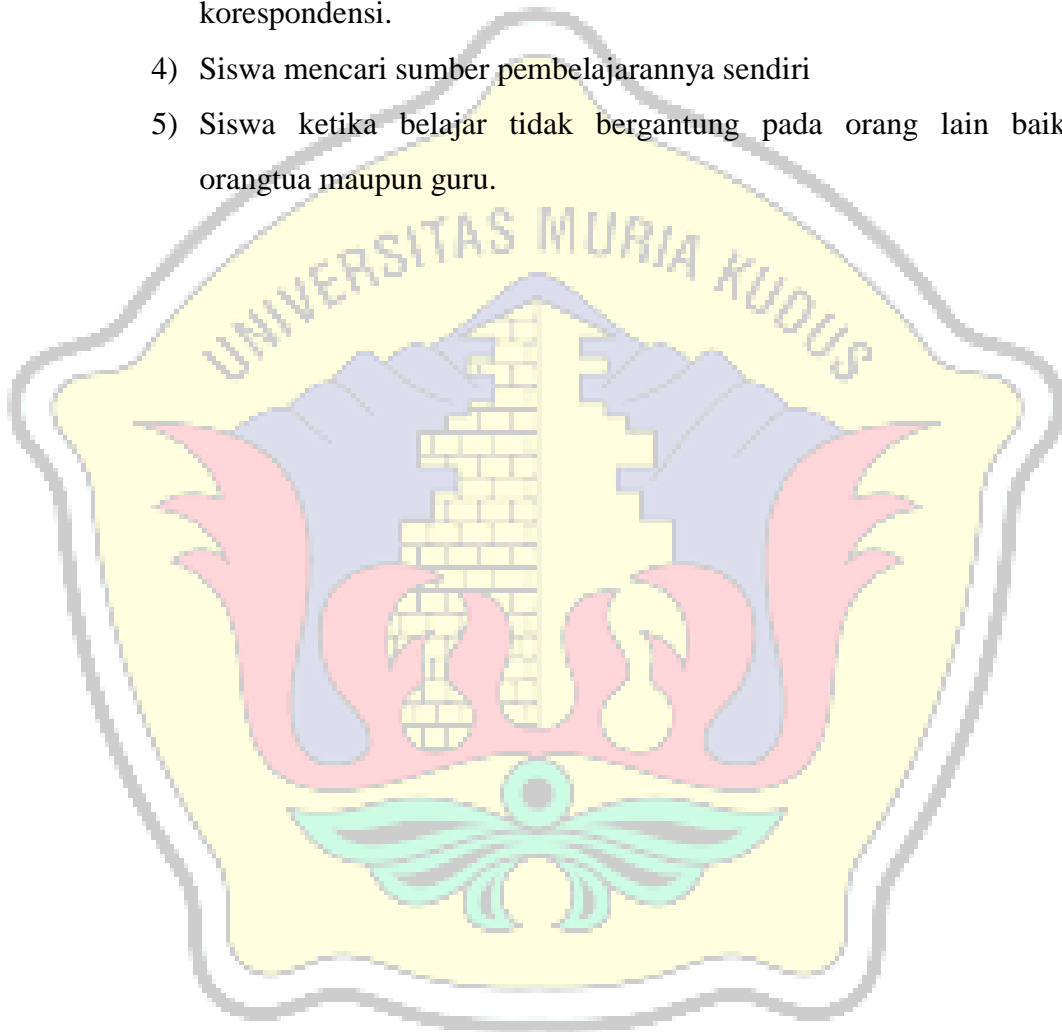 korespondensi.
4) Siswa mencari sumber pembelajarannya sendiri
5) Siswa ketika belajar tidak bergantung pada orang lain baik
orangtua maupun guru.
UNIVERSITAS MURIA KUDUS